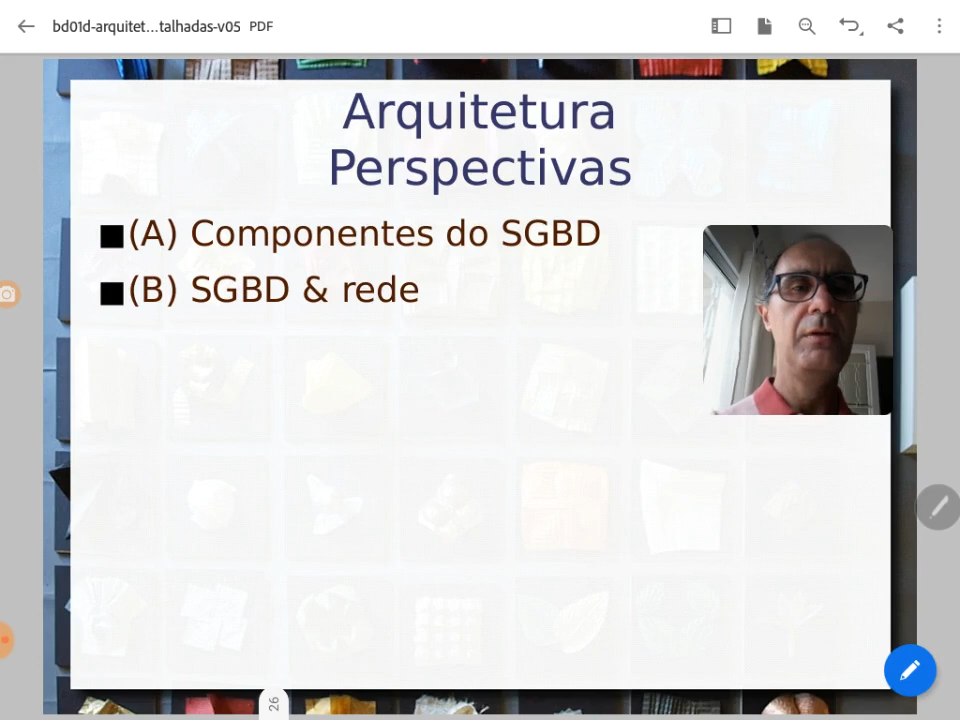 bd01d-arquitet...talhadas-v05 PDF
Arquitetura
Perspectivas
(A) Componentes do SGBD
(B) SGBD & rede
26